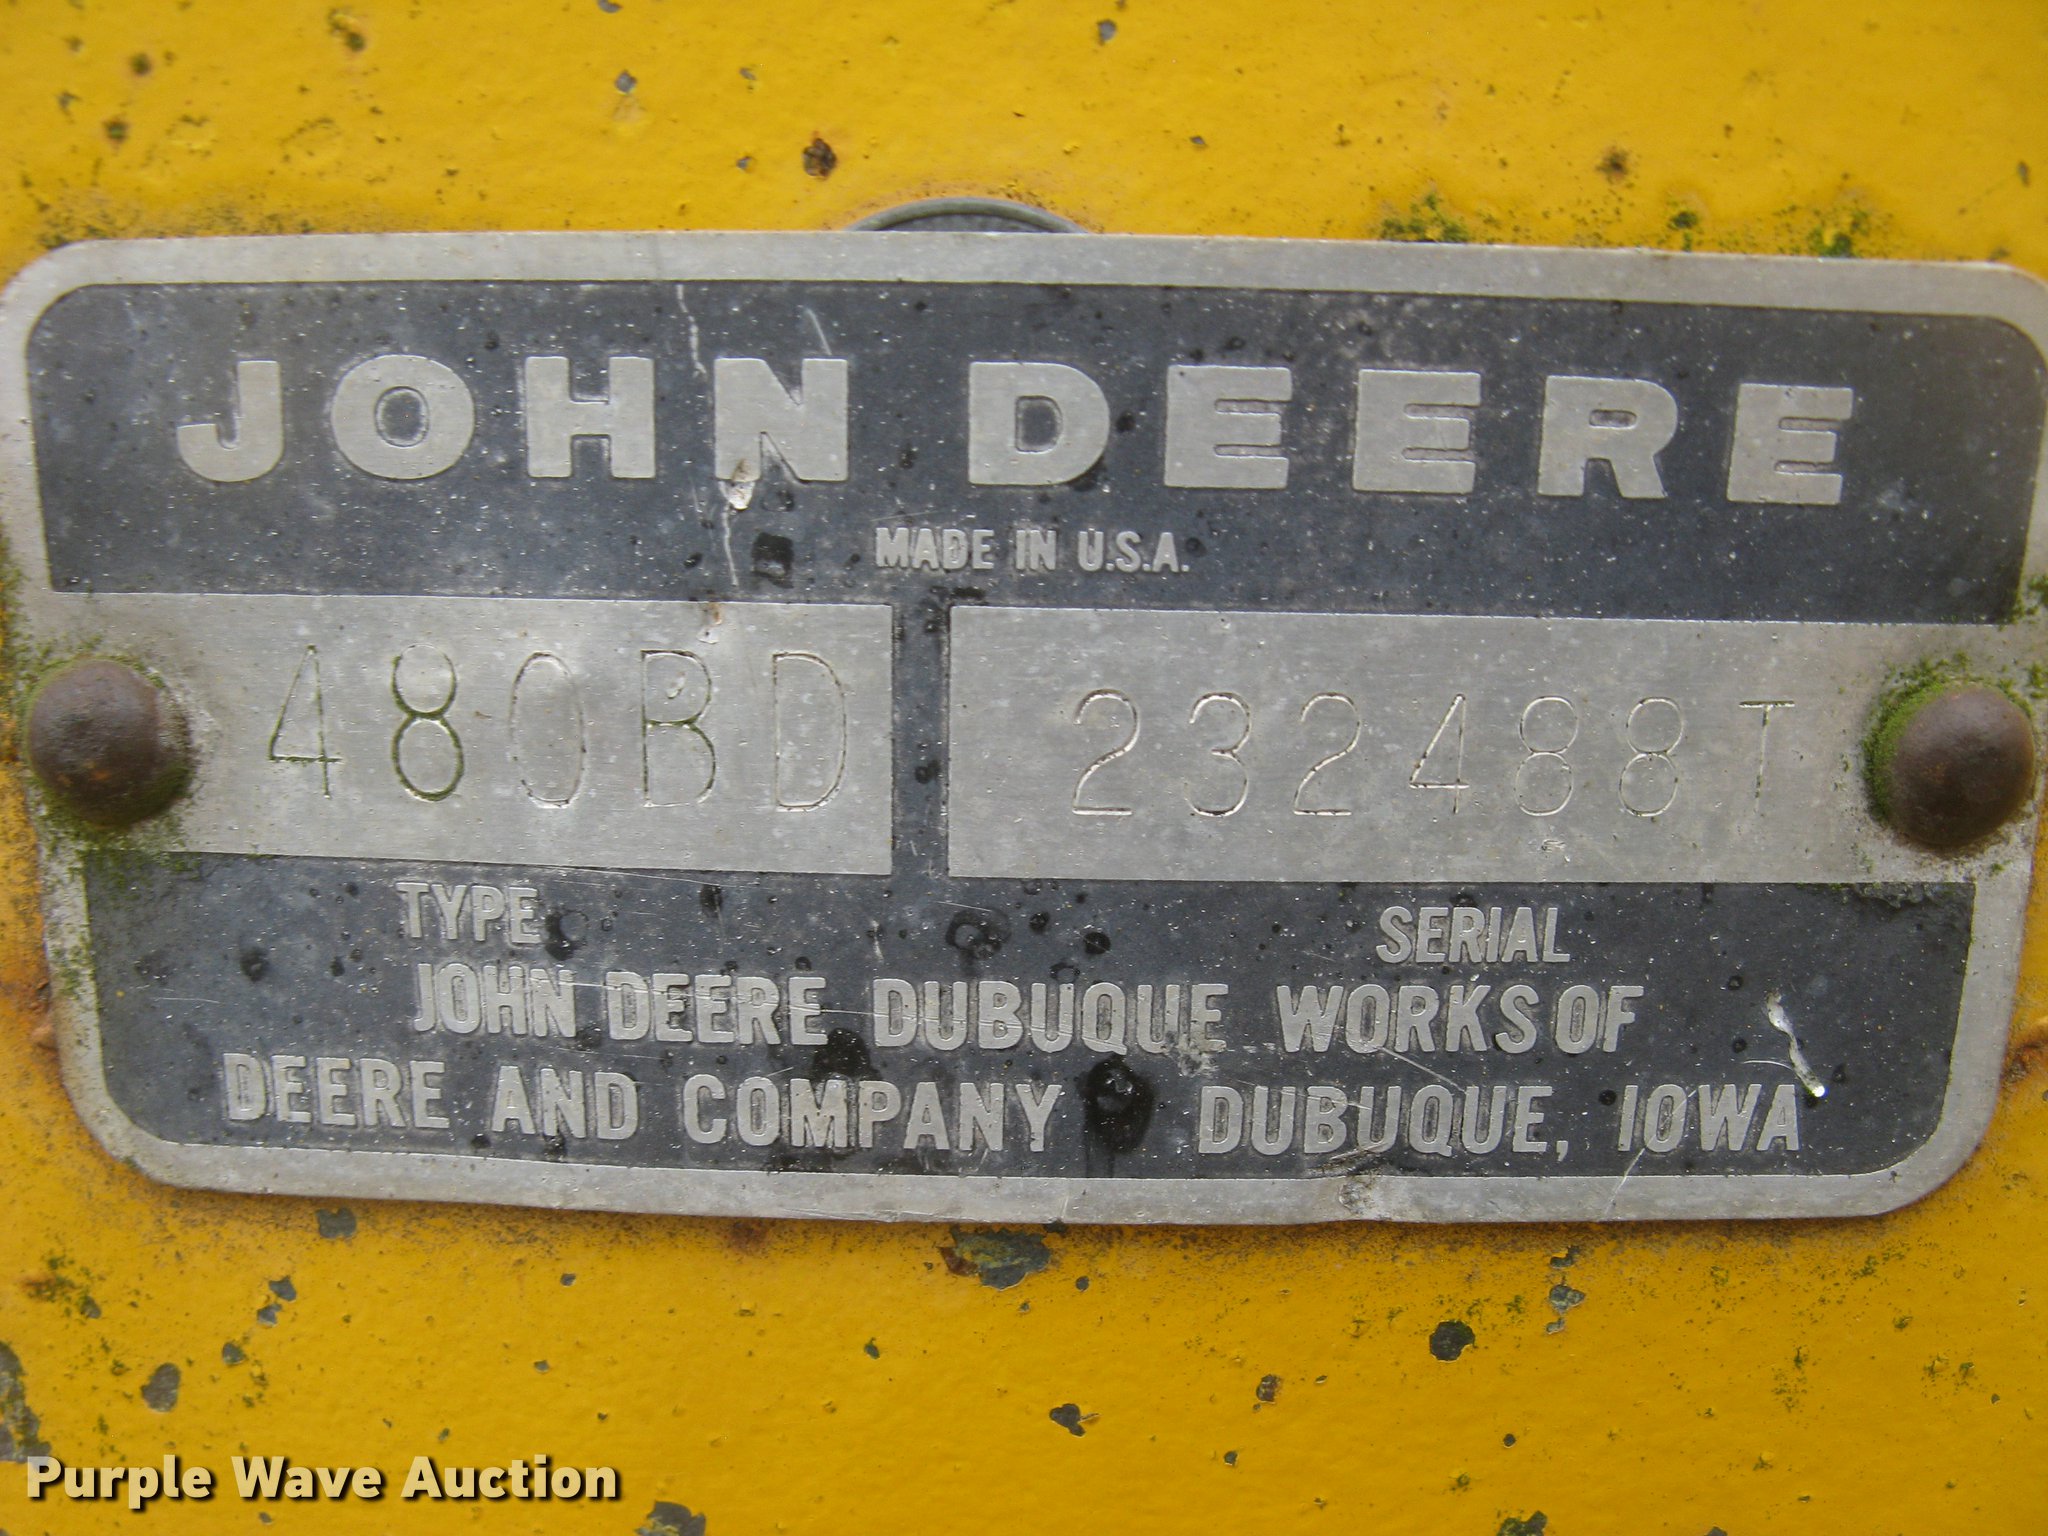 JOHN DEERE
MADE IN U.S.A.
480BD 232488T
TYPE SERIAL
JOHN DEERE DUBUQUE WORKS OF
DEERE AND COMPANY DUBUQUE, IOWA
Purple Wave Auction